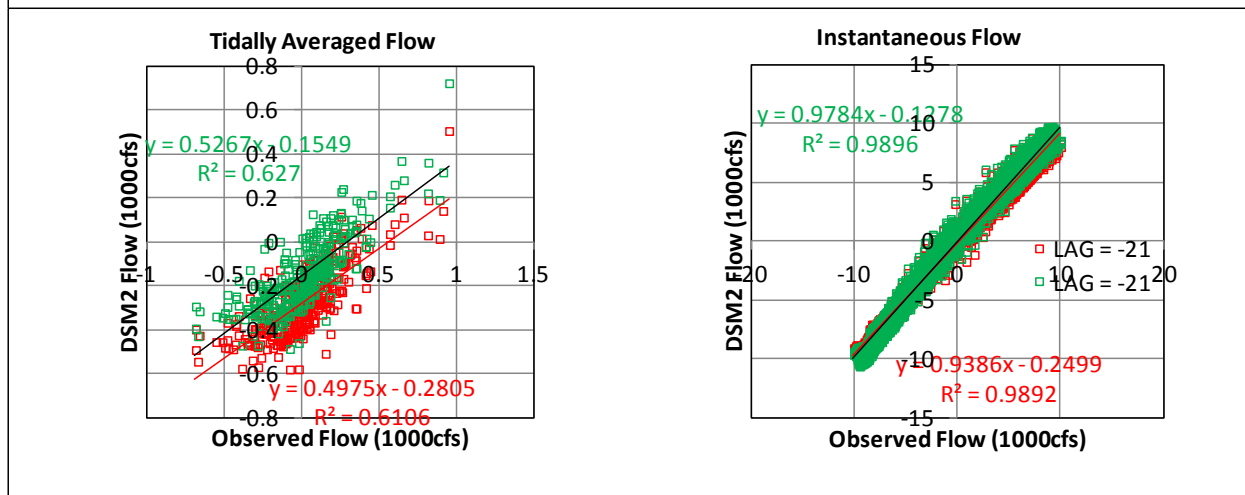 Tidally Averaged Flow
0.8
0.6
0.4
0.2
0
-0.2
-0.4
-0.6
-0.8
-1
-0.5
0
0.5
1
1.5
y = 0.5267x - 0.1549
R² = 0.627
y = 0.4975x - 0.2805
R² = 0.6106
DSM2 Flow (1000cfs)
Observed Flow (1000cfs)
Instantaneous Flow
15
10
5
0
-5
-10
-15
-20
-10
0
10
20
y = 0.9784x - 0.1278
R² = 0.9896
LAG = -21
LAG = -21
y = 0.9386x - 0.2499
R² = 0.9892
DSM2 Flow (1000cfs)
Observed Flow (1000cfs)